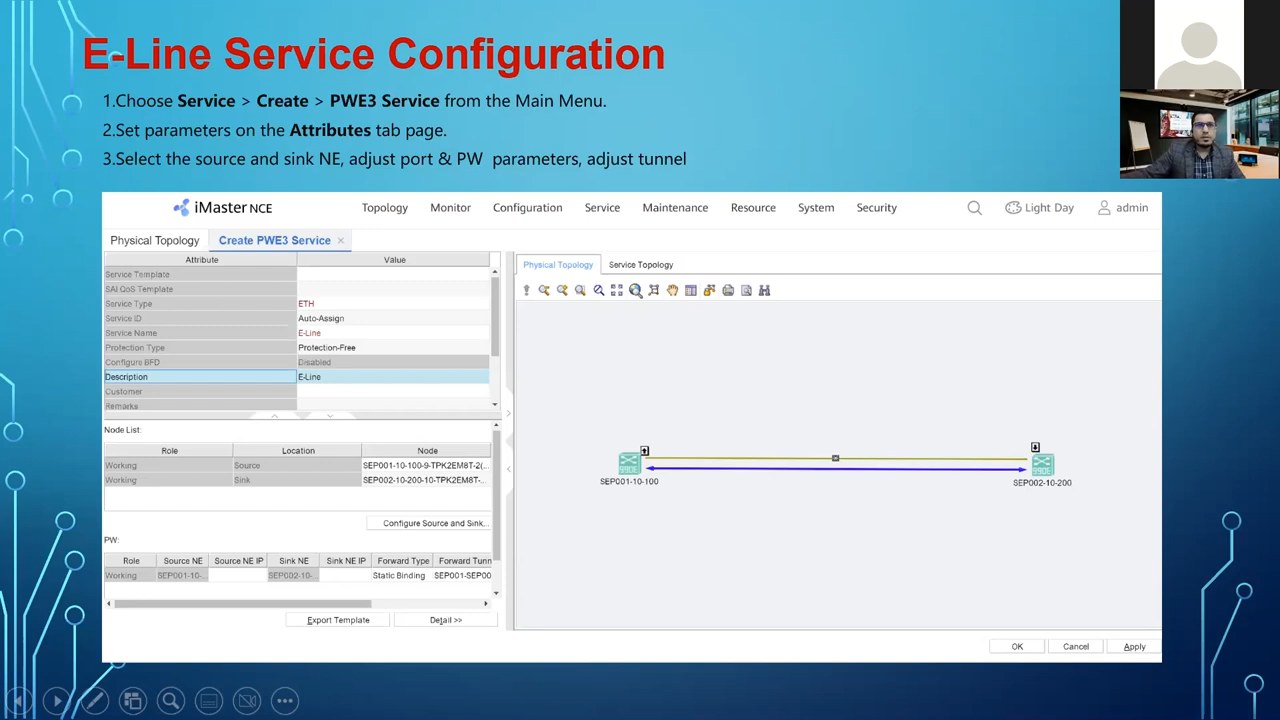 E-Line Service Configuration
1.Choose Service > Create > PWE3 Service from the Main Menu.
2.Set parameters on the Attributes tab page.
3.Select the source and sink NE, adjust port & PW parameters, adjust tunnel
iMaster NCE
Topology Monitor Configuration Service Maintenance Resource System Security Light Day admin
Physical Topology Create PWE3 Service ×
Attribute Value
Service Template
SAI QoS Template
Service Type ETH
Service ID Auto-Assign
Service Name E-Line
Protection Type Protection-Free
Configure BFD Disabled
Description E-Line
Customer
Remarks
Node List:
Role Location Node
Working Source SEP001-10-100-9-TPK2EM8T-2(...
Working Sink SEP002-10-200-10-TPK2EM8T-...
Configure Source and Sink...
PW:
Role Source NE Source NE IP Sink NE Sink NE IP Forward Type Forward Tunn
Working SEP001-10-... SEP002-10-... Static Binding SEP001-SEP00
Export Template Detail >>
Physical Topology Service Topology
SEP001-10-100
SEP002-10-200
OK Cancel Apply